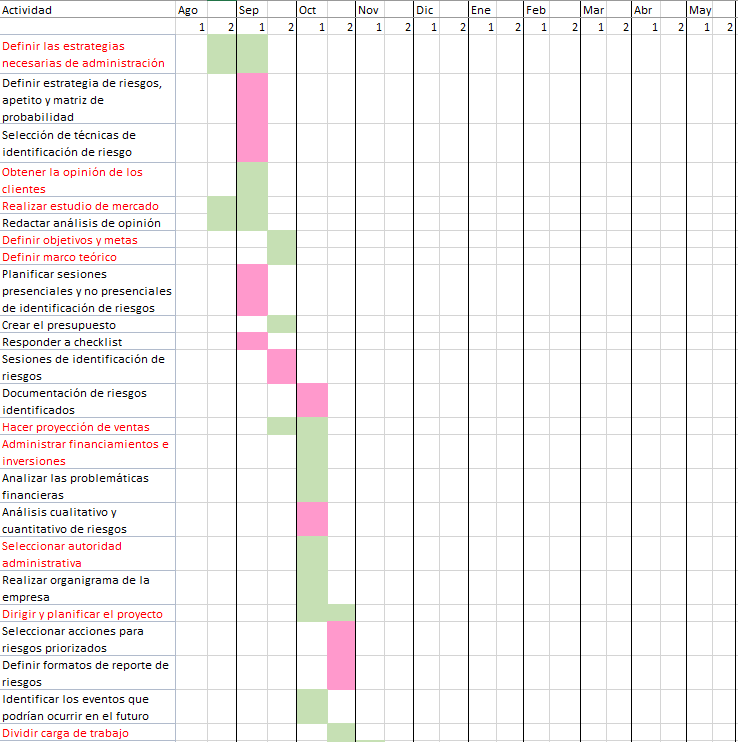 Actividad Ago Sep Oct Nov Dic Ene Feb Mar Abr May
1 2 1 2 1 2 1 2 1 2 1 2 1 2 1 2 1 2 1 2
Definir las estrategias
necesarias de administración
Definir estrategia de riesgos,
apetito y matriz de
probabilidad
Selección de técnicas de
identificación de riesgo
Obtener la opinión de los
clientes
Realizar estudio de mercado
Redactar análisis de opinión
Definir objetivos y metas
Definir marco teórico
Planificar sesiones
presenciales y no presenciales
de identificación de riesgos
Crear el presupuesto
Responder a checklist
Sesiones de identificación de
riesgos
Documentación de riesgos
identificados
Hacer proyección de ventas
Administrar financiamientos e
inversiones
Analizar las problemáticas
financieras
Análisis cualitativo y
cuantitativo de riesgos
Seleccionar autoridad
administrativa
Realizar organigrama de la
empresa
Dirigir y planificar el proyecto
Seleccionar acciones para
riesgos priorizados
Definir formatos de reporte de
riesgos
Identificar los eventos que
podrían ocurrir en el futuro
Dividir carga de trabajo